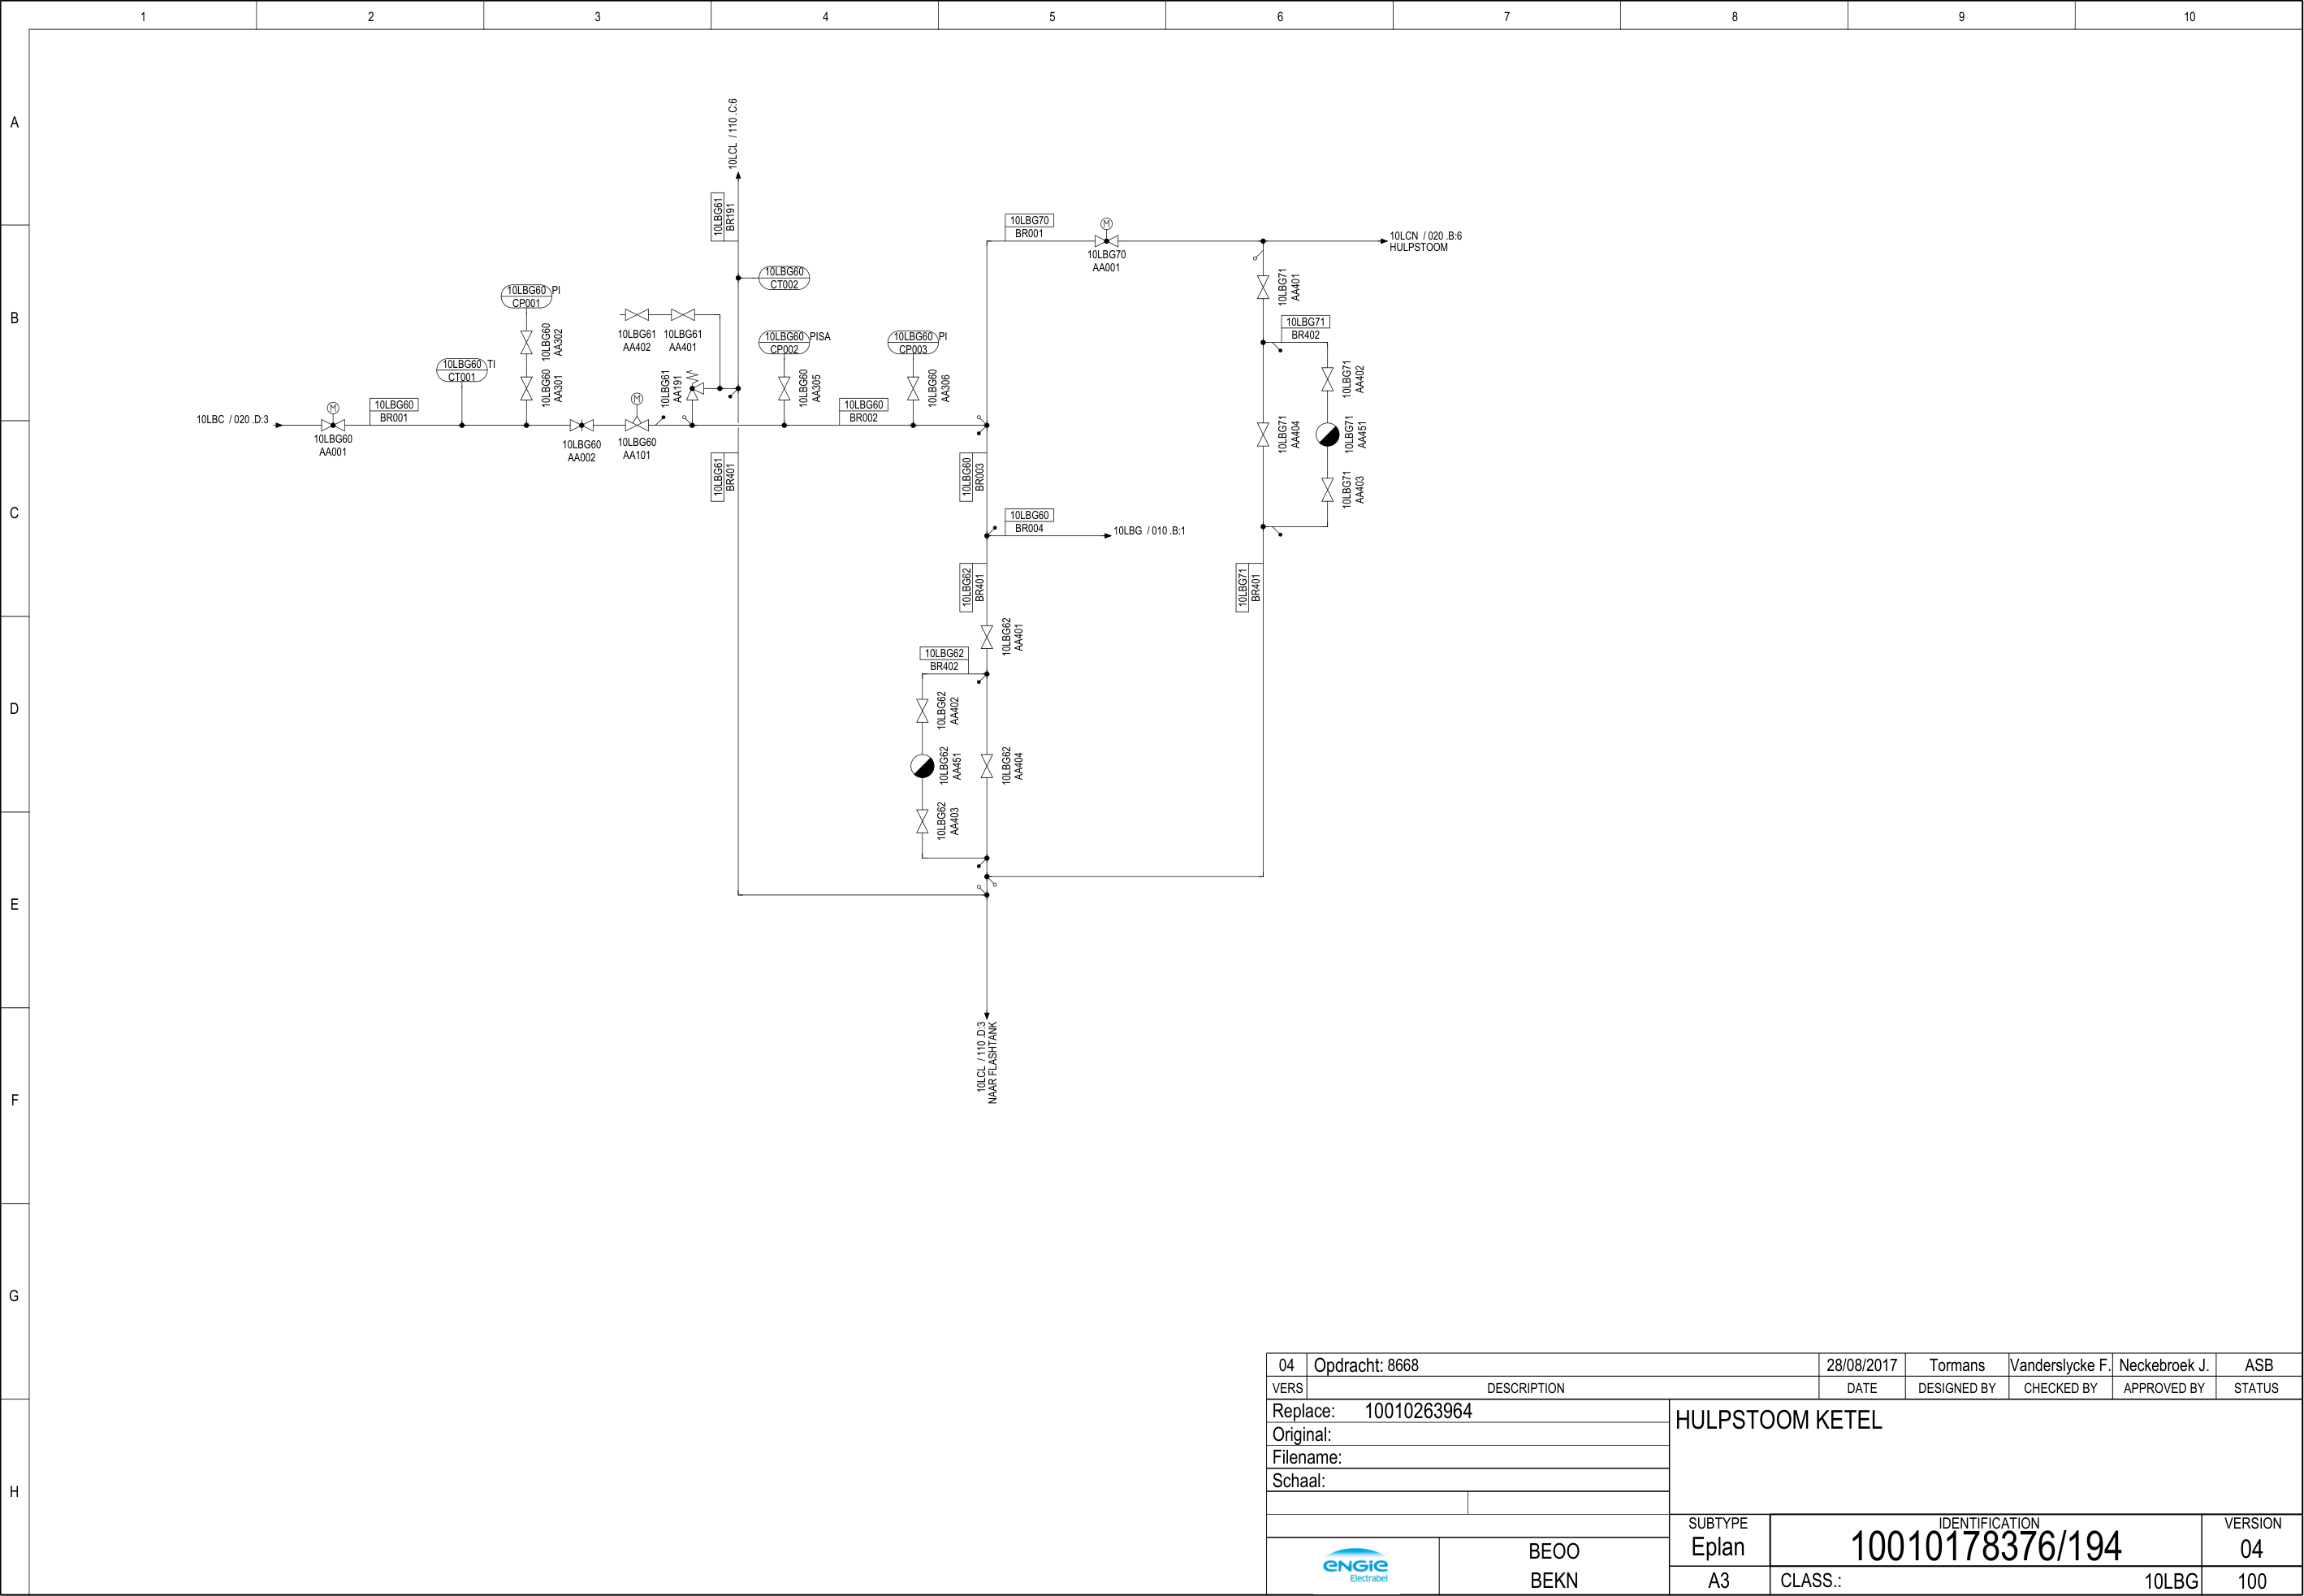 1 2 3 4 5 6 7 8 9 10
A
B
C
D
E
F
G
H
10LCL / 110 .C:6
10LBG61
BR191
10LBG60
CT002
10LBG70
BR001
M
10LBG70
AA001
10LCN / 020 .B:6
HULPSTOOM
10LBG71
AA401
10LBG71
BR402
10LBG71
AA402
10LBG71
AA404
10LBG71
AA451
10LBG71
AA403
10LBG71
BR401
10LBG60 PI
CP001
10LBG60
AA302
10LBG60
AA301
10LBG60 TI
CT001
10LBG61
AA402
10LBG61
AA401
10LBG61
AA191
10LBG60 PISA
CP002
10LBG60
AA305
10LBG60 PI
CP003
10LBG60
AA306
10LBC / 020 .D:3
M
10LBG60
AA001
10LBG60
BR001
10LBG60
AA002
M
10LBG60
AA101
10LBG60
BR002
10LBG61
BR401
10LBG60
BR003
10LBG60
BR004
10LBG / 010 .B:1
10LBG62
BR401
10LBG62
AA401
10LBG62
BR402
10LBG62
AA402
10LBG62
AA451
10LBG62
AA404
10LBG62
AA403
10LCL / 110 .D:3
NAAR FLASHTANK
04 Opdracht: 8668 28/08/2017 Tormans Vanderslycke F. Neckebroek J. ASB
VERS DESCRIPTION DATE DESIGNED BY CHECKED BY APPROVED BY STATUS
Replace: 10010263964
Original:
Filename:
Schaal:
HULPSTOOM KETEL
SUBTYPE IDENTIFICATION VERSION
Eplan 10010178376/194 04
ENGIE
Electrabel
BEOO
BEKN
A3 CLASS.: 10LBG 100